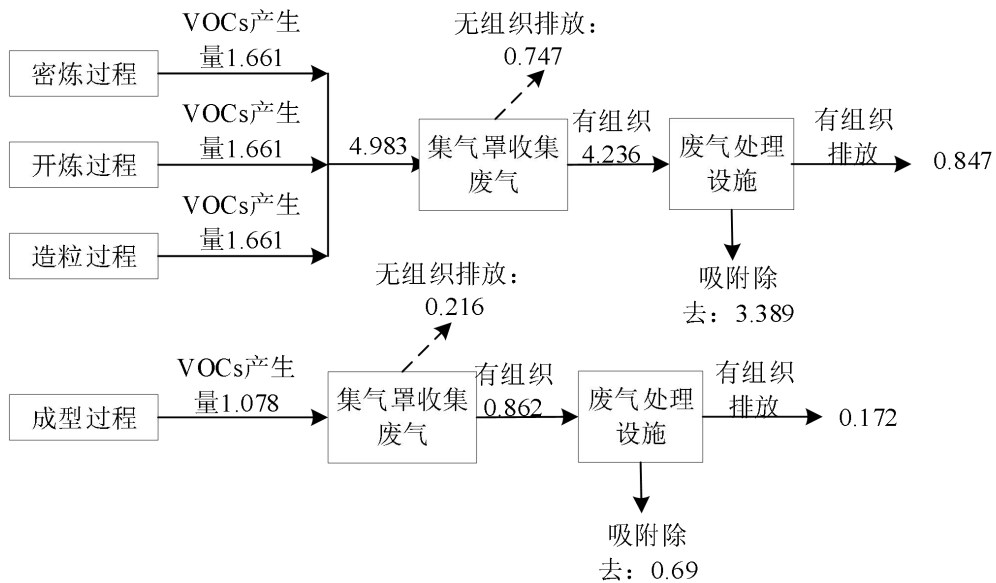 VOCs产生
量1.661
密炼过程
VOCs产生
量1.661
开炼过程
VOCs产生
量1.661
造粒过程
4.983
无组织排放：
0.747
集气罩收集
废气
有组织
4.236
废气处理
设施
有组织
排放
0.847
吸附除
去：3.389
无组织排放：
0.216
VOCs产生
量1.078
成型过程
集气罩收集
废气
有组织
0.862
废气处理
设施
有组织
排放
0.172
吸附除
去：0.69